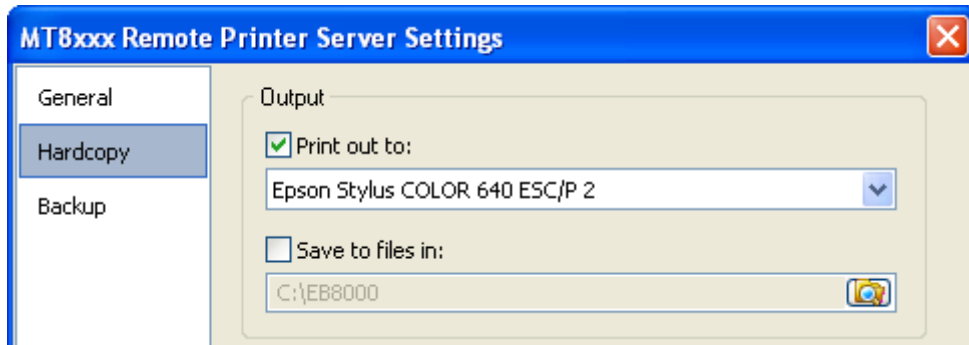 MT8xxx Remote Printer Server Settings
General
Hardcopy
Backup
Output
Print out to:
Epson Stylus COLOR 640 ESC/P 2
Save to files in:
C:\EB8000